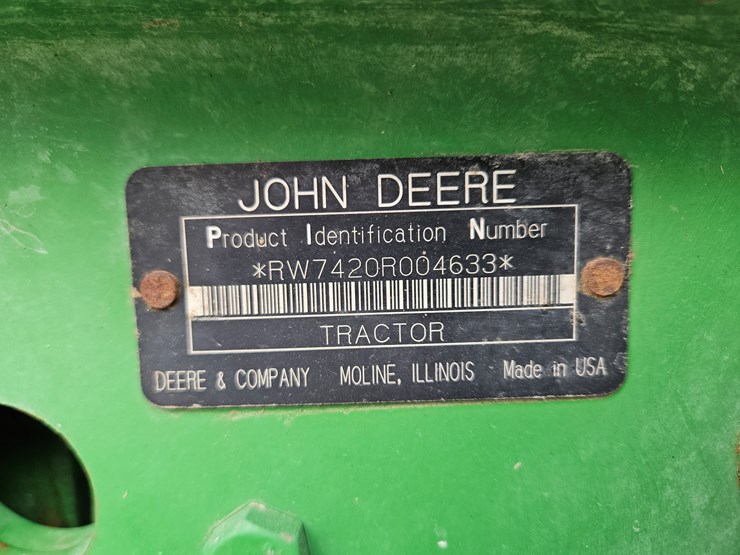 JOHN DEERE
Product Identification Number
*RW7420R004633*
TRACTOR
DEERE & COMPANY MOLINE, ILLINOIS Made in USA